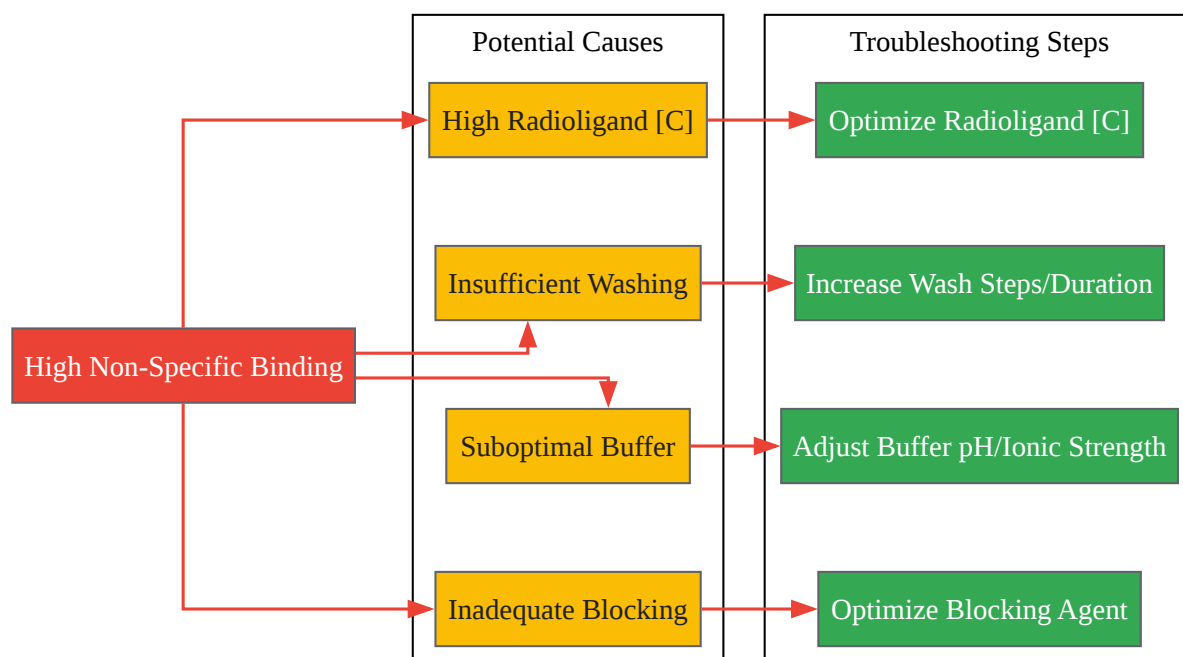 Potential Causes
Troubleshooting Steps
High Radioligand [C]
Optimize Radioligand [C]
Insufficient Washing
Increase Wash Steps/Duration
High Non-Specific Binding
Suboptimal Buffer
Adjust Buffer pH/Ionic Strength
Inadequate Blocking
Optimize Blocking Agent